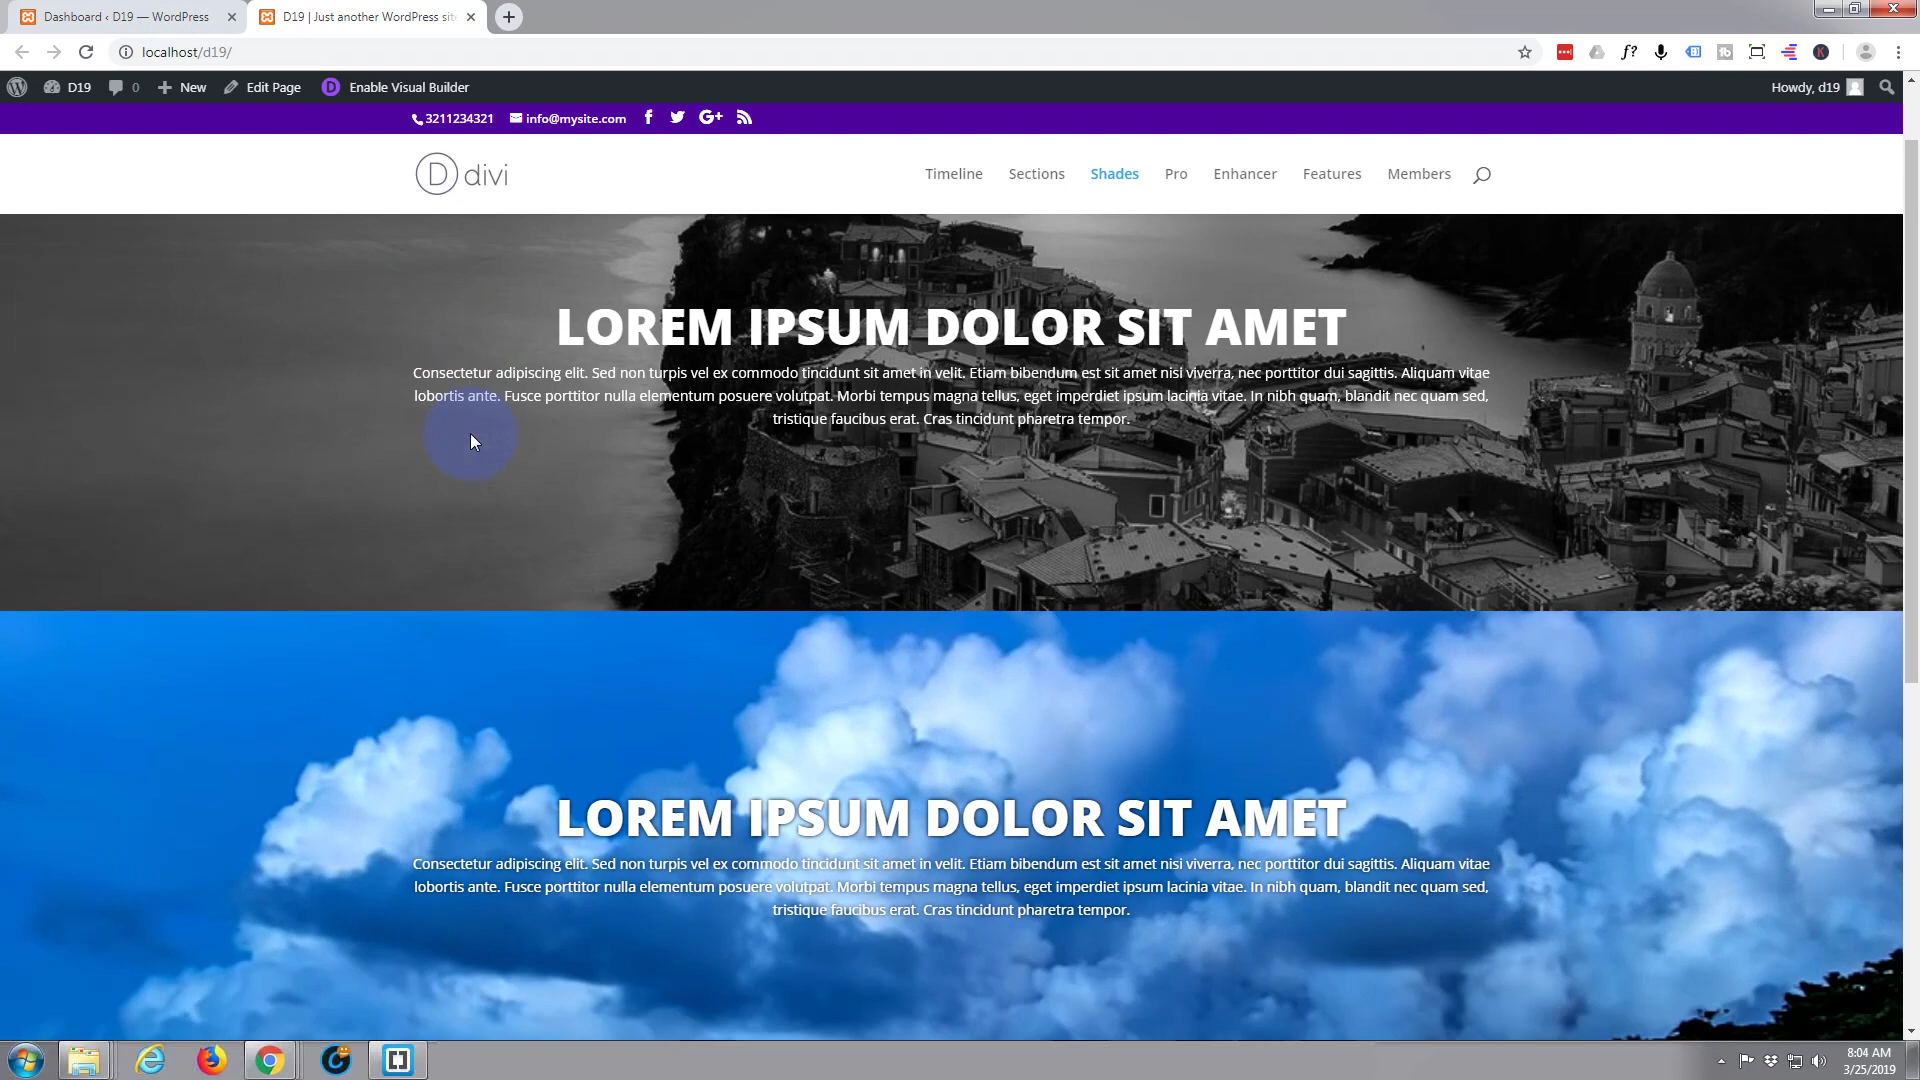 Dashboard ‹ D19 — WordPress
D19 | Just another WordPress site
localhost/d19/
D19 0 New Edit Page Enable Visual Builder Howdy, d19
3211234321 info@mysite.com
divi
Timeline Sections Shades Pro Enhancer Features Members
LOREM IPSUM DOLOR SIT AMET
Consectetur adipiscing elit. Sed non turpis vel ex commodo tincidunt sit amet in velit. Etiam bibendum est sit amet nisi viverra, nec porttitor dui sagittis. Aliquam vitae
lobortis ante. Fusce porttitor nulla elementum posuere volutpat. Morbi tempus magna tellus, eget imperdiet ipsum lacinia vitae. In nibh quam, blandit nec quam sed,
tristique faucibus erat. Cras tincidunt pharetra tempor.
LOREM IPSUM DOLOR SIT AMET
Consectetur adipiscing elit. Sed non turpis vel ex commodo tincidunt sit amet in velit. Etiam bibendum est sit amet nisi viverra, nec porttitor dui sagittis. Aliquam vitae
lobortis ante. Fusce porttitor nulla elementum posuere volutpat. Morbi tempus magna tellus, eget imperdiet ipsum lacinia vitae. In nibh quam, blandit nec quam sed,
tristique faucibus erat. Cras tincidunt pharetra tempor.
8:04 AM
3/25/2019